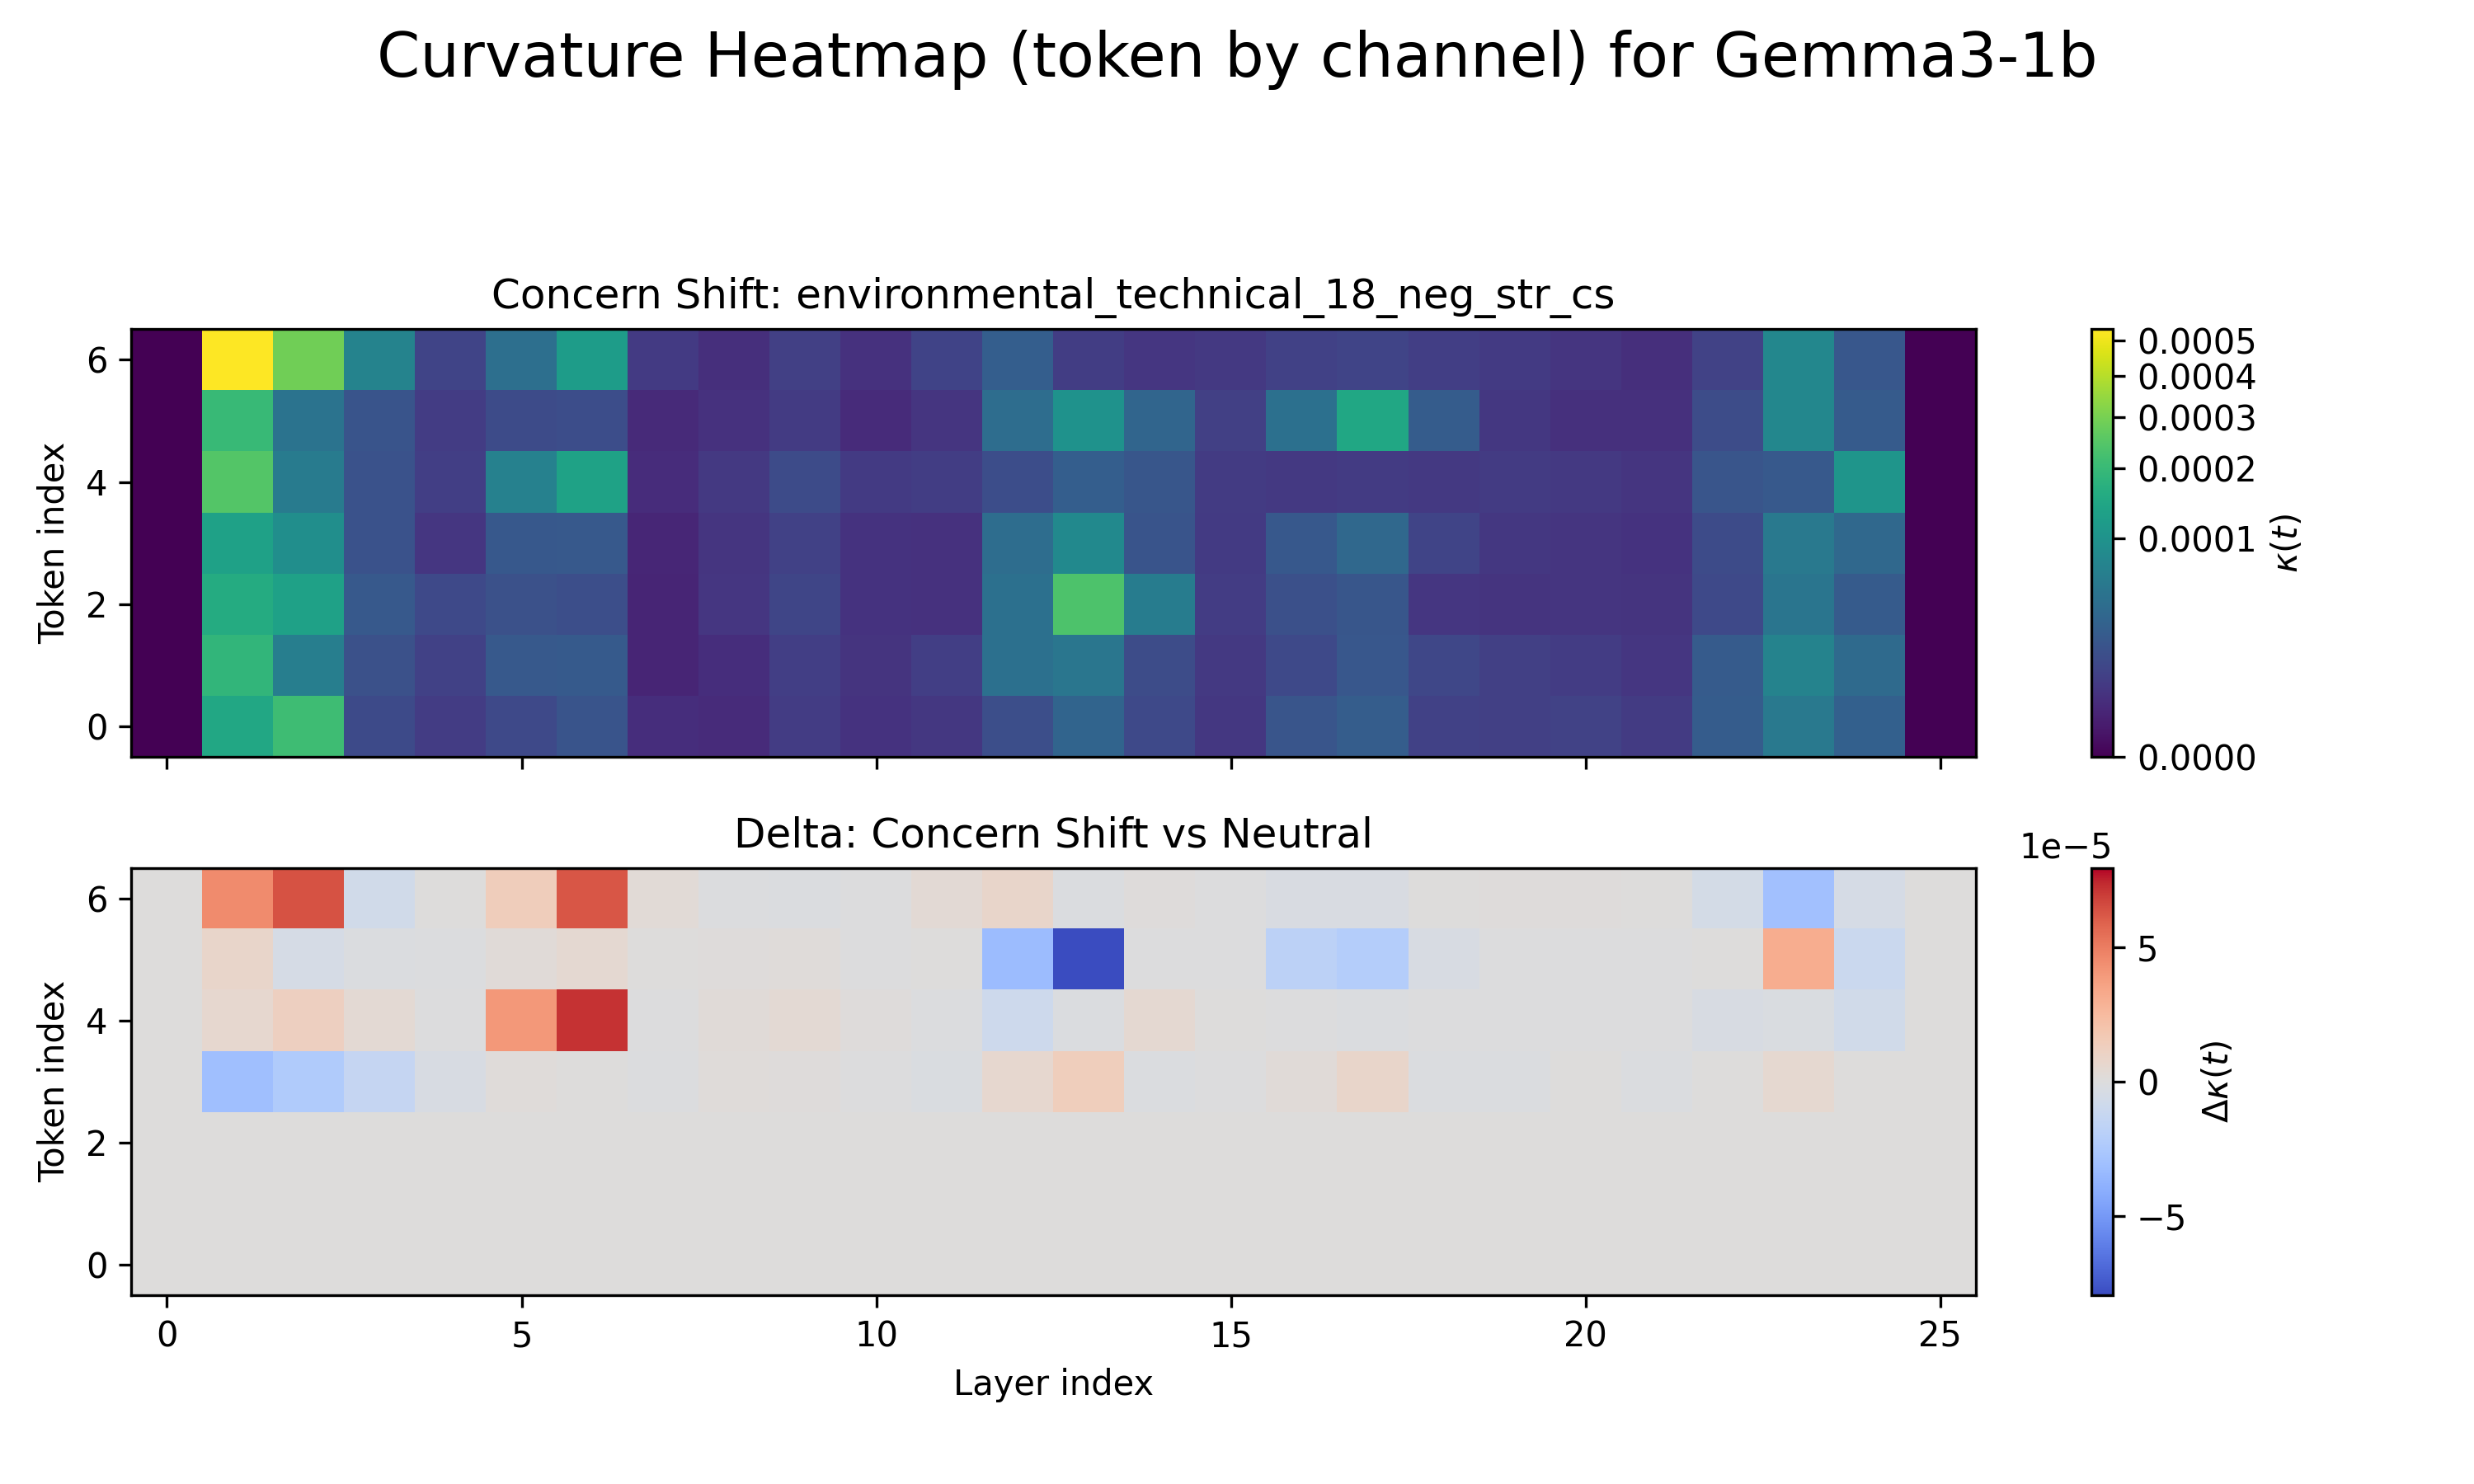 Curvature Heatmap (token by channel) for Gemma3-1b
Concern Shift: environmental_technical_18_neg_str_cs
Token index
6
4
2
0
0.0005
0.0004
0.0003
0.0002
0.0001
0.0000
κ(t)
Delta: Concern Shift vs Neutral
1e−5
Token index
6
4
2
0
5
0
−5
Δκ(t)
0 5 10 15 20 25
Layer index